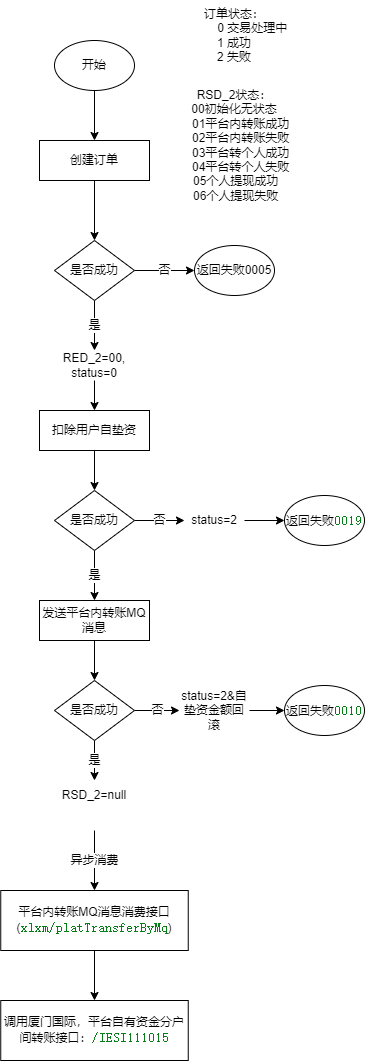 订单状态：
0 交易处理中
1 成功
2 失败
开始
RSD_2状态：
00初始化无状态
01平台内转账成功
02平台内转账失败
03平台转个人成功
04平台转个人失败
05个人提现成功
06个人提现失败
创建订单
是否成功
否
返回失败0005
是
RED_2=00,
status=0
扣除用户自垫资
是否成功
否
status=2
返回失败0019
是
发送平台内转账MQ
消息
是否成功
否
status=2&自
垫资金额回
滚
返回失败0010
是
RSD_2=null
异步消费
平台内转账MQ消息消费接口
(xlxm/platTransferByMq)
调用厦门国际，平台自有资金分户
间转账接口：/IESI111015